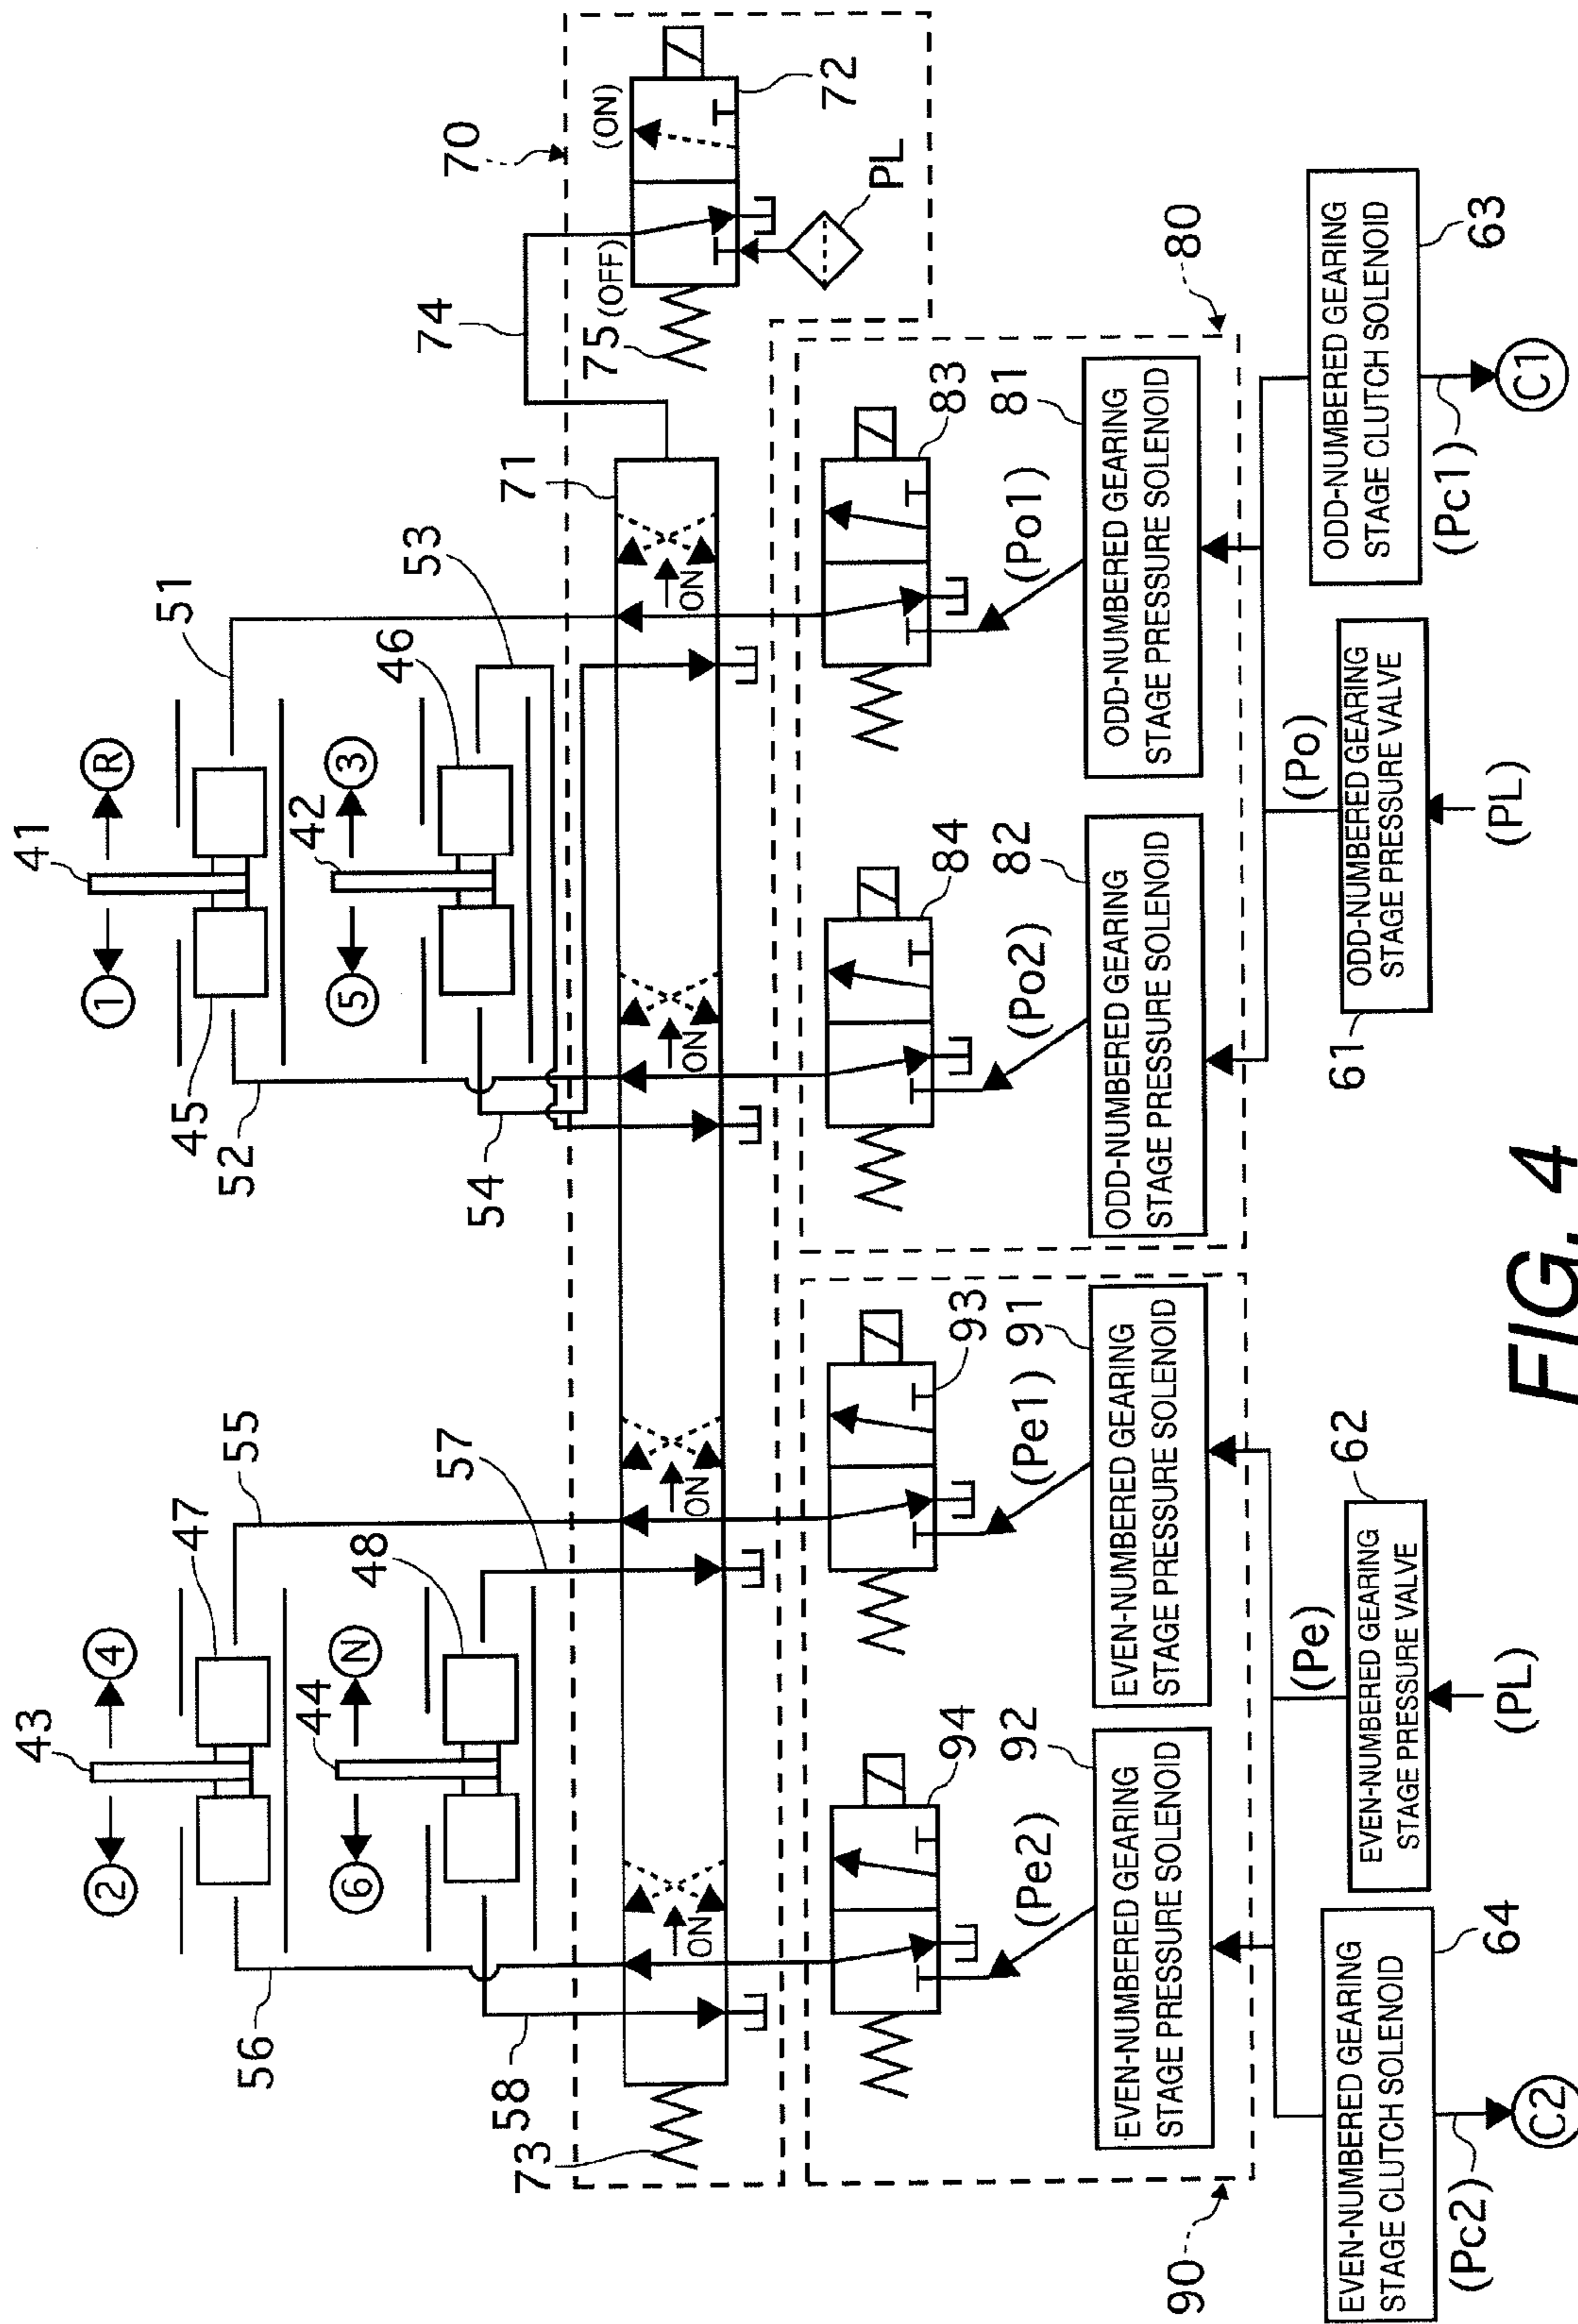 41
1
R
51
45
52
42
5
3
46
53
54
43
2
4
47
55
56
44
6
N
48
57
58
70
74
75
(OFF)
(ON)
72
PL
71
ON
ON
ON
ON
73
80
83
84
(Po1)
(Po2)
81
ODD-NUMBERED GEARING
STAGE PRESSURE SOLENOID
82
ODD-NUMBERED GEARING
STAGE PRESSURE SOLENOID
90
93
94
(Pe1)
(Pe2)
91
EVEN-NUMBERED GEARING
STAGE PRESSURE SOLENOID
92
EVEN-NUMBERED GEARING
STAGE PRESSURE SOLENOID
(Po)
61
ODD-NUMBERED GEARING
STAGE PRESSURE VALVE
(PL)
63
ODD-NUMBERED GEARING
STAGE CLUTCH SOLENOID
(Pc1)
C1
(Pe)
62
EVEN-NUMBERED GEARING
STAGE PRESSURE VALVE
(PL)
64
EVEN-NUMBERED GEARING
STAGE CLUTCH SOLENOID
(Pc2)
C2
FIG. 4